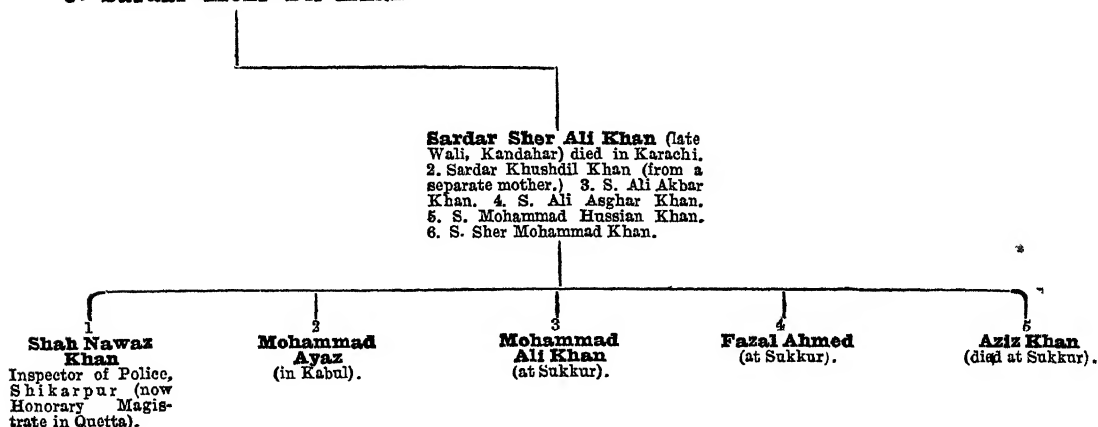 Sardar Sher Ali Khan (late
Wali, Kandahar) died in Karachi.
2. Sardar Khushdil Khan (from a
separate mother.) 3. S. Ali Akbar
Khan. 4. S. Ali Asghar Khan.
5. S. Mohammad Hussian Khan.
6. S. Sher Mohammad Khan.
1
Shah Nawaz
Khan
Inspector of Police,
Shikarpur (now
Honorary Magis-
trate in Quetta).
2
Mohammad
Ayaz
(in Kabul).
3
Mohammad
Ali Khan
(at Sukkur).
4
Fazal Ahmed
(at Sukkur).
5
Aziz Khan
(died at Sukkur).